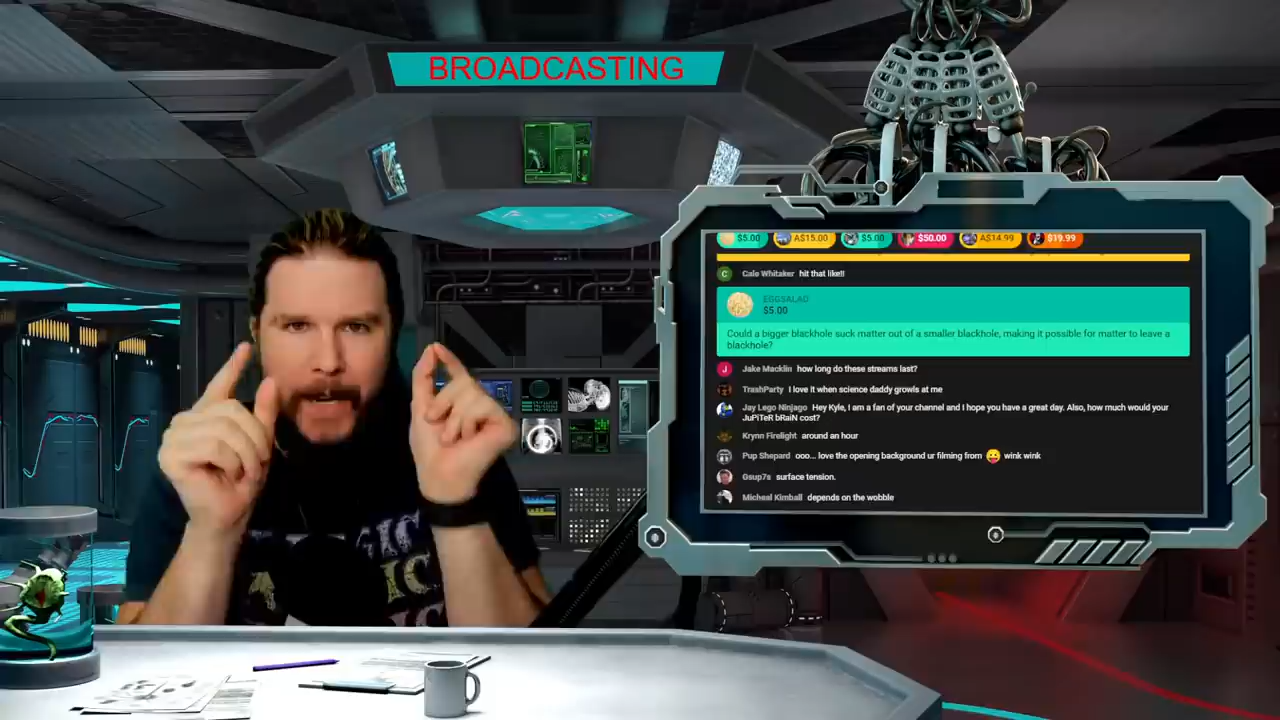 BROADCASTING
$5.00 A$15.00 $5.00 $50.00 A$14.99 $19.99
C Cale Whitaker hit that like!!
EGGSALAD
$5.00
Could a bigger blackhole suck matter out of a smaller blackhole, making it possible for matter to leave a
blackhole?
J Jake Macklin how long do these streams last?
TrashParty I love it when science daddy growls at me
Jay Lego Ninjago Hey Kyle, I am a fan of your channel and I hope you have a great day. Also, how much would your
JuPiTeR bRaiN cost?
Krynn Firelight around an hour
Pup Shepard ooo... love the opening background ur filming from 😜 wink wink
Gsup7s surface tension.
Micheal Kimball depends on the wobble